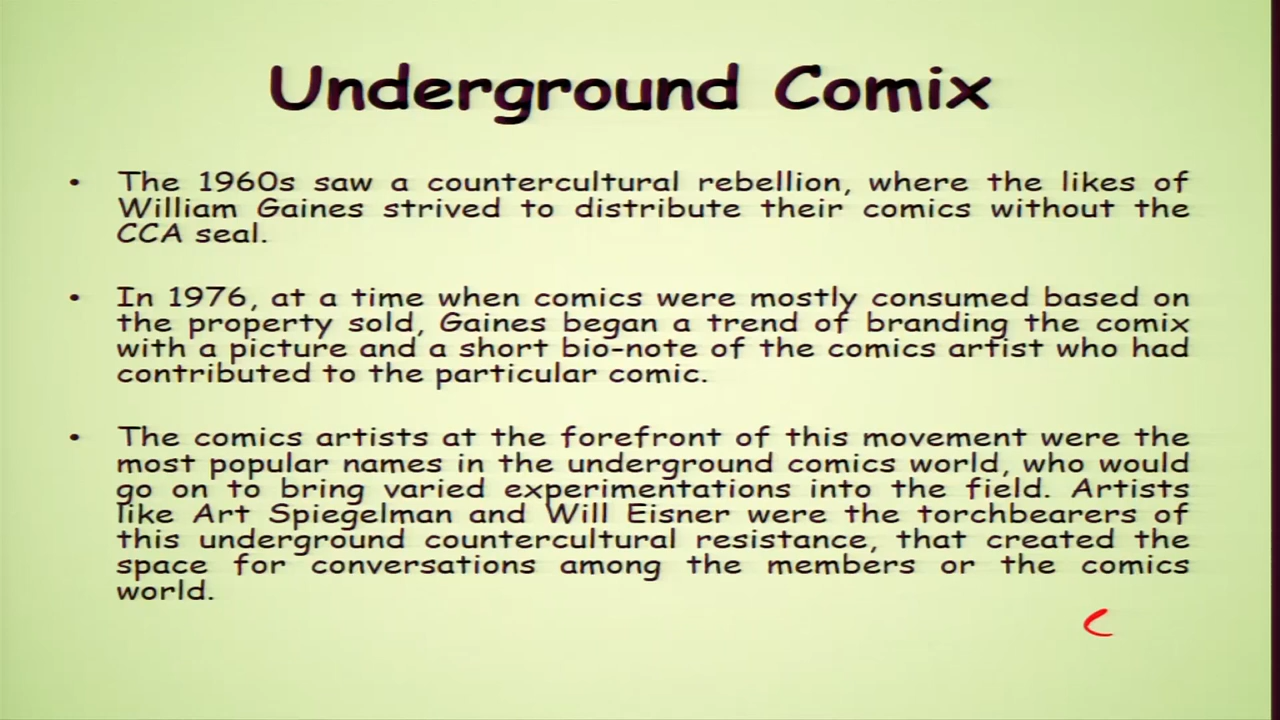 Underground Comix
• The 1960s saw a countercultural rebellion, where the likes of
William Gaines strived to distribute their comics without the
CCA seal.
• In 1976, at a time when comics were mostly consumed based on
the property sold, Gaines began a trend of branding the comix
with a picture and a short bio-note of the comics artist who had
contributed to the particular comic.
• The comics artists at the forefront of this movement were the
most popular names in the underground comics world, who would
go on to bring varied experimentations into the field. Artists
like Art Spiegelman and Will Eisner were the torchbearers of
this underground countercultural resistance, that created the
space for conversations among the members or the comics
world.